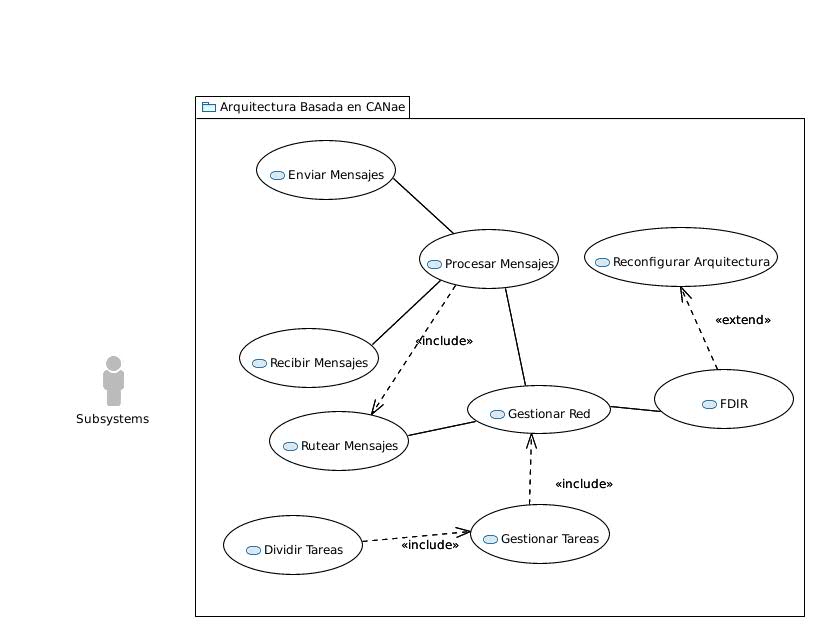 Arquitectura Basada en CANae
Enviar Mensajes
Procesar Mensajes
Reconfigurar Arquitectura
«extend»
«include»
Recibir Mensajes
Subsystems
FDIR
Gestionar Red
Rutear Mensajes
«include»
Gestionar Tareas
Dividir Tareas
«include»